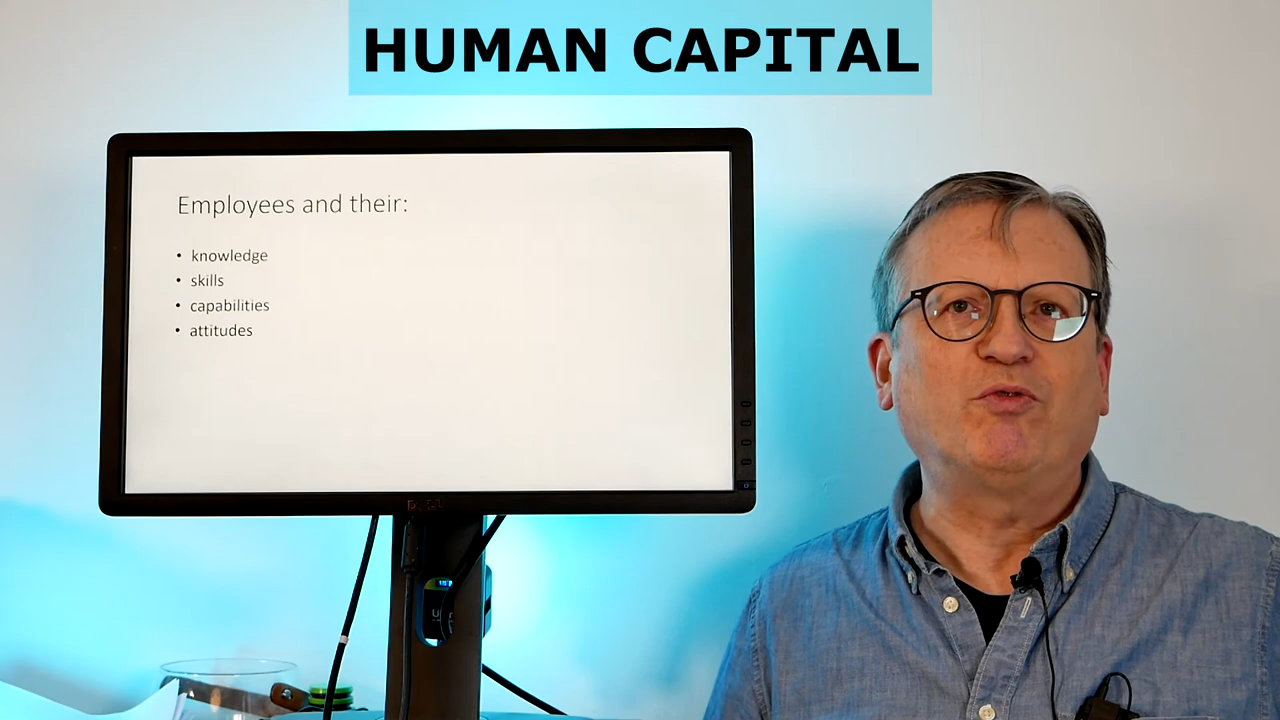 HUMAN CAPITAL
Employees and their:
• knowledge
• skills
• capabilities
• attitudes